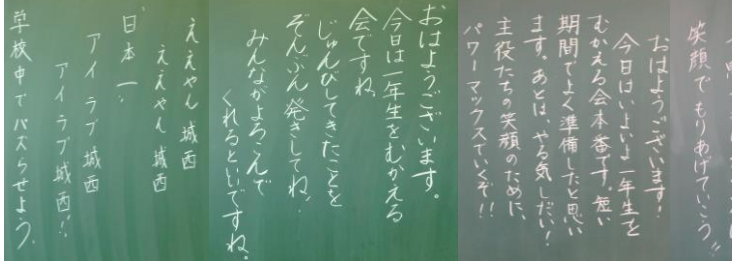 笑顔でもりあげていこう!!
おはようございます!
今日はいよいよ一年生を
むかえる会本番です。短い
期間でよく準備したと思い
ます。あとは、やる気しだい!
主役たちの笑顔のために、
パワーマックスでいくぞ!!
おはようございます。
今日は一年生をむかえる
会ですね。
じゅんびしてきたことを
ぞんぶん発きしてね!
みんながよろこんで
くれるといいですね。
ええやん 城西
ええやん 城西
日本一、
アイ ラブ 城西
アイ ラブ 城西!!
学校中でバズらせよう。